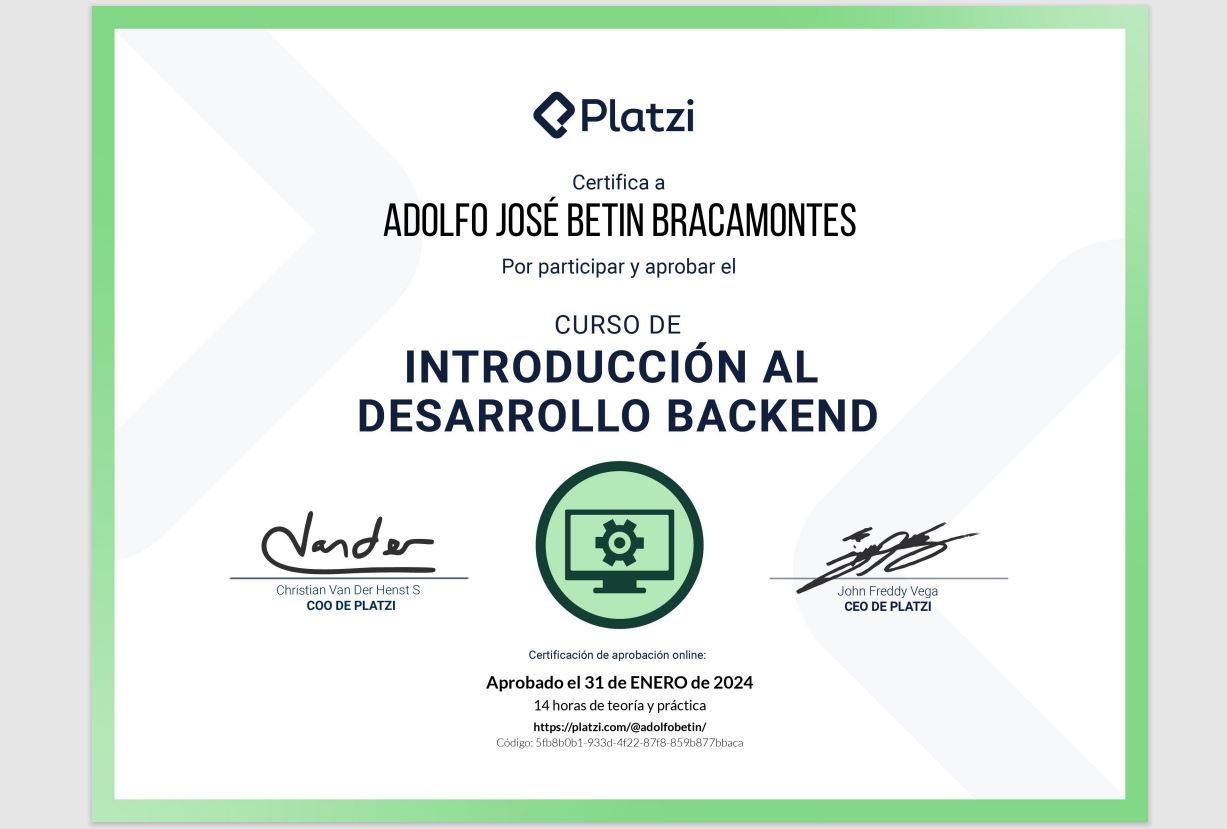 Platzi
Certifica a
ADOLFO JOSÉ BETIN BRACAMONTES
Por participar y aprobar el
CURSO DE
INTRODUCCIÓN AL
DESARROLLO BACKEND
Vander
Christian Van Der Henst S
COO DE PLATZI
John Freddy Vega
CEO DE PLATZI
Certificación de aprobación online:
Aprobado el 31 de ENERO de 2024
14 horas de teoría y práctica
https://platzi.com/@adolfobetin/
Código: 5fb8b0b1-933d-4f22-87f8-859b877bbaca